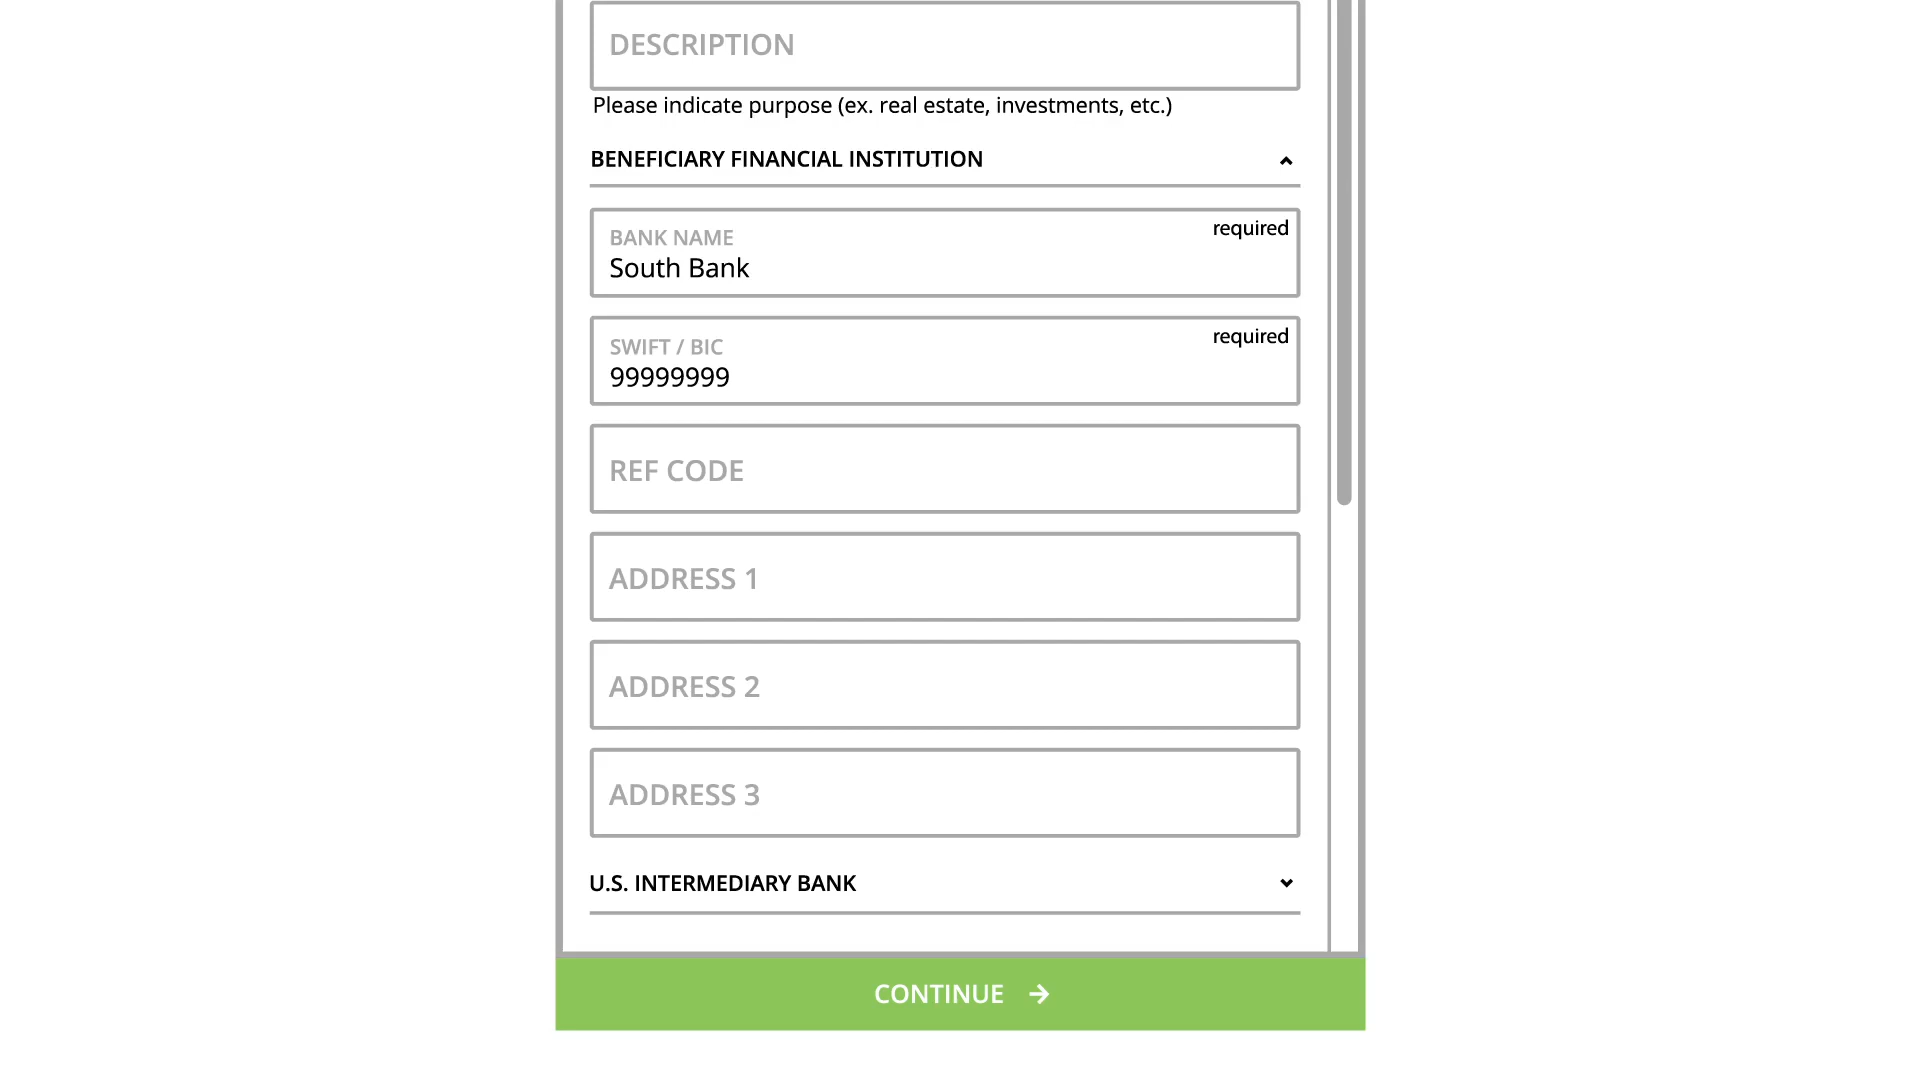 DESCRIPTION
Please indicate purpose (ex. real estate, investments, etc.)
BENEFICIARY FINANCIAL INSTITUTION
required
BANK NAME
South Bank
required
SWIFT / BIC
99999999
REF CODE
ADDRESS 1
ADDRESS 2
ADDRESS 3
U.S. INTERMEDIARY BANK
CONTINUE →